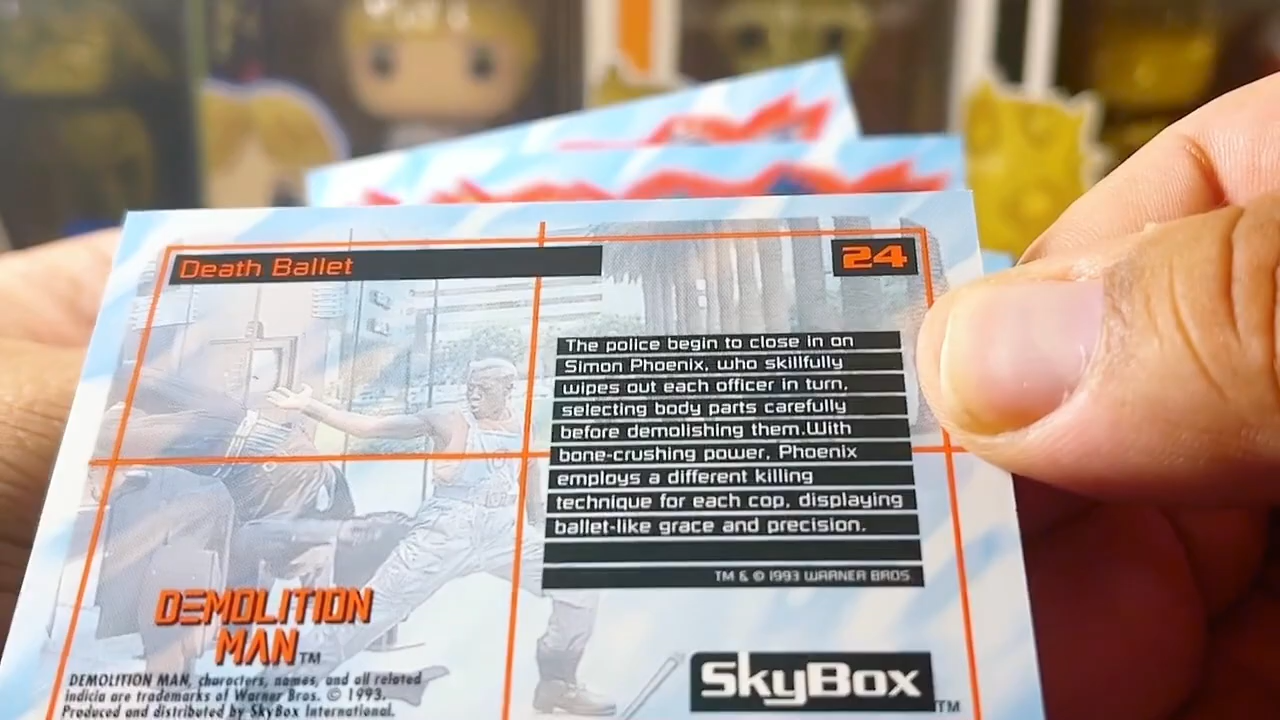 Death Ballet
24
The police begin to close in on
Simon Phoenix, who skillfully
wipes out each officer in turn,
selecting body parts carefully
before demolishing them.With
bone-crushing power, Phoenix
employs a different killing
technique for each cop, displaying
ballet-like grace and precision.
TM & © 1993 WARNER BROS.
DEMOLITION
MAN TM
DEMOLITION MAN, characters, names, and all related
indicia are trademarks of Warner Bros. © 1993.
Produced and distributed by SkyBox International.
SkyBox TM